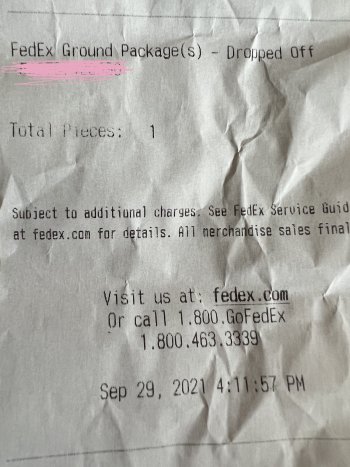 FedEx Ground Package(s) - Dropped Off
Total Pieces: 1
Subject to additional charges. See FedEx Service Guid
at fedex.com for details. All merchandise sales final
Visit us at: fedex.com
Or call 1.800.GoFedEx
1.800.463.3339
Sep 29, 2021 4:11:57 PM